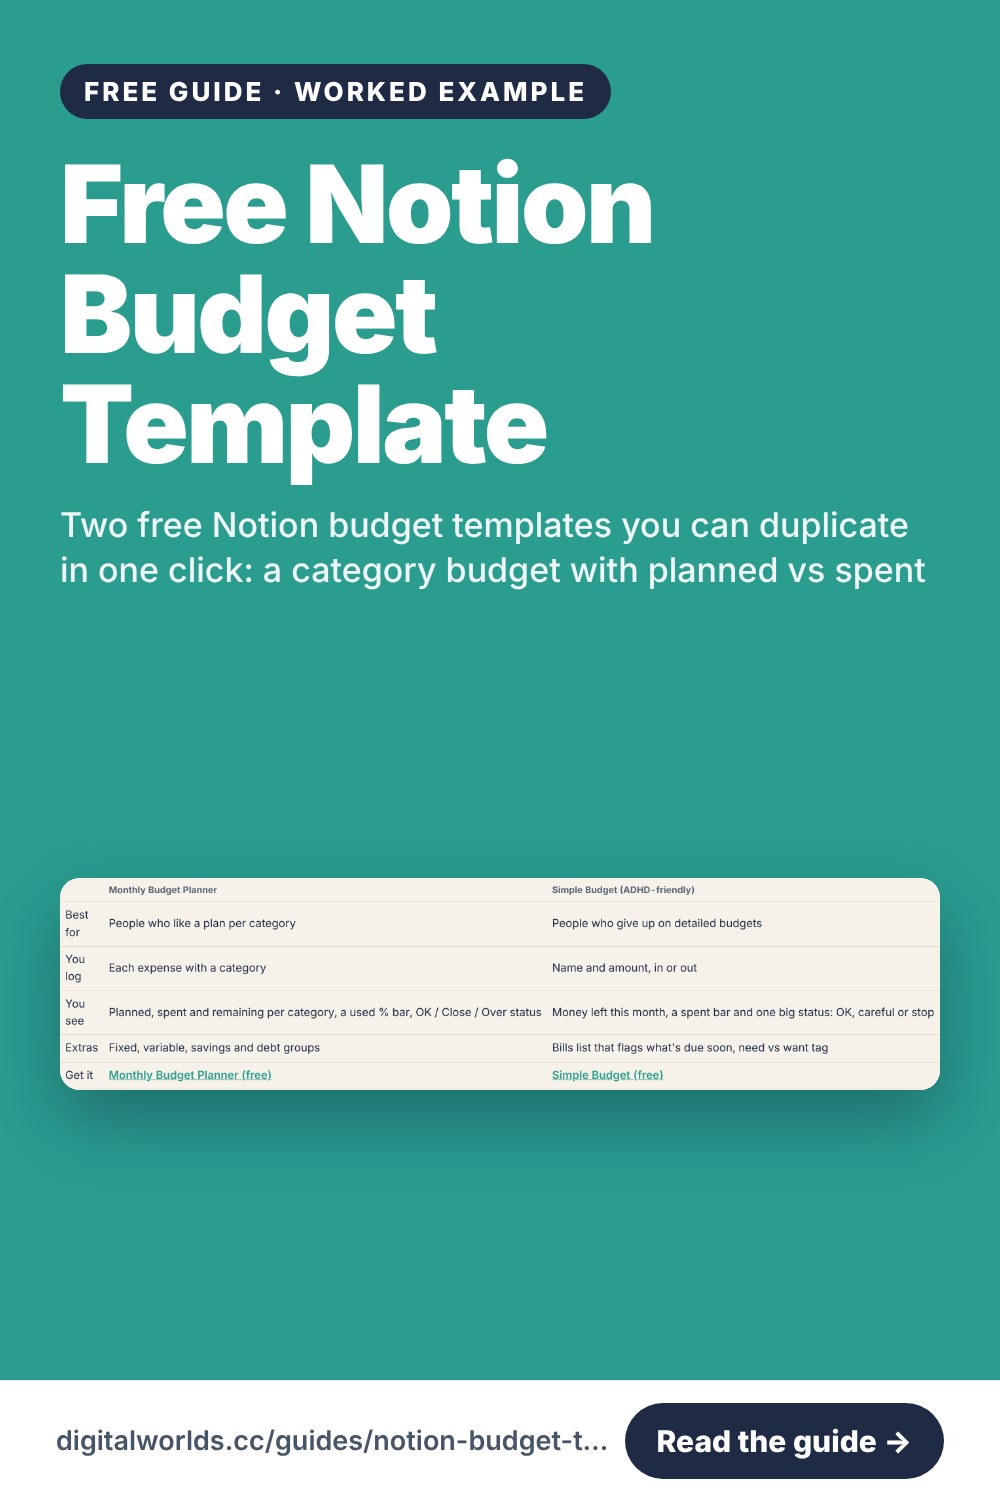 FREE GUIDE · WORKED EXAMPLE
Free Notion
Budget
Template
Two free Notion budget templates you can duplicate
in one click: a category budget with planned vs spent
Monthly Budget Planner Simple Budget (ADHD-friendly)
Best for People who like a plan per category People who give up on detailed budgets
You log Each expense with a category Name and amount, in or out
You see Planned, spent and remaining per category, a used % bar, OK / Close / Over status Money left this month, a spent bar and one big status: OK, careful or stop
Extras Fixed, variable, savings and debt groups Bills list that flags what's due soon, need vs want tag
Get it Monthly Budget Planner (free) Simple Budget (free)
digitalworlds.cc/guides/notion-budget-t...
Read the guide →